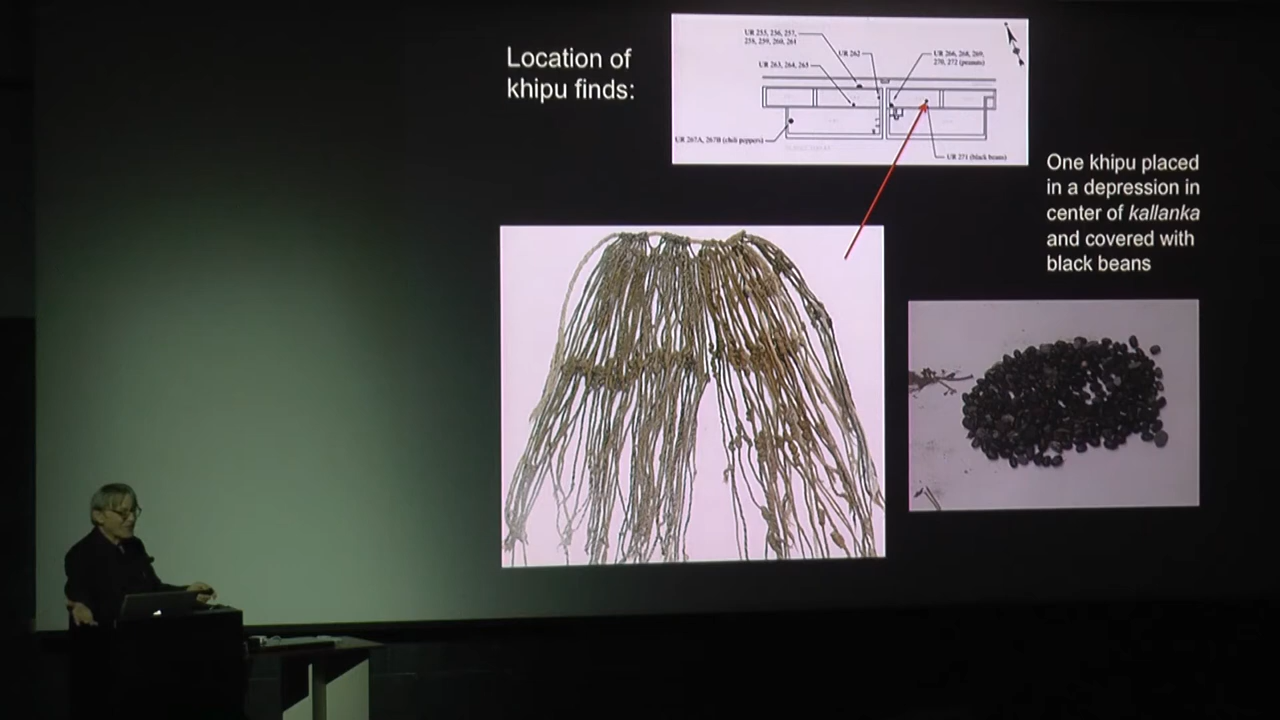 Location of
khipu finds:
UR 255, 256, 257,
258, 259, 260, 261
UR 262
UR 266, 268, 269,
270, 272 (peanuts)
UR 263, 264, 265
UR 267A, 267B (chili peppers)
UR 271 (black beans)
One khipu placed
in a depression in
center of kallanka
and covered with
black beans